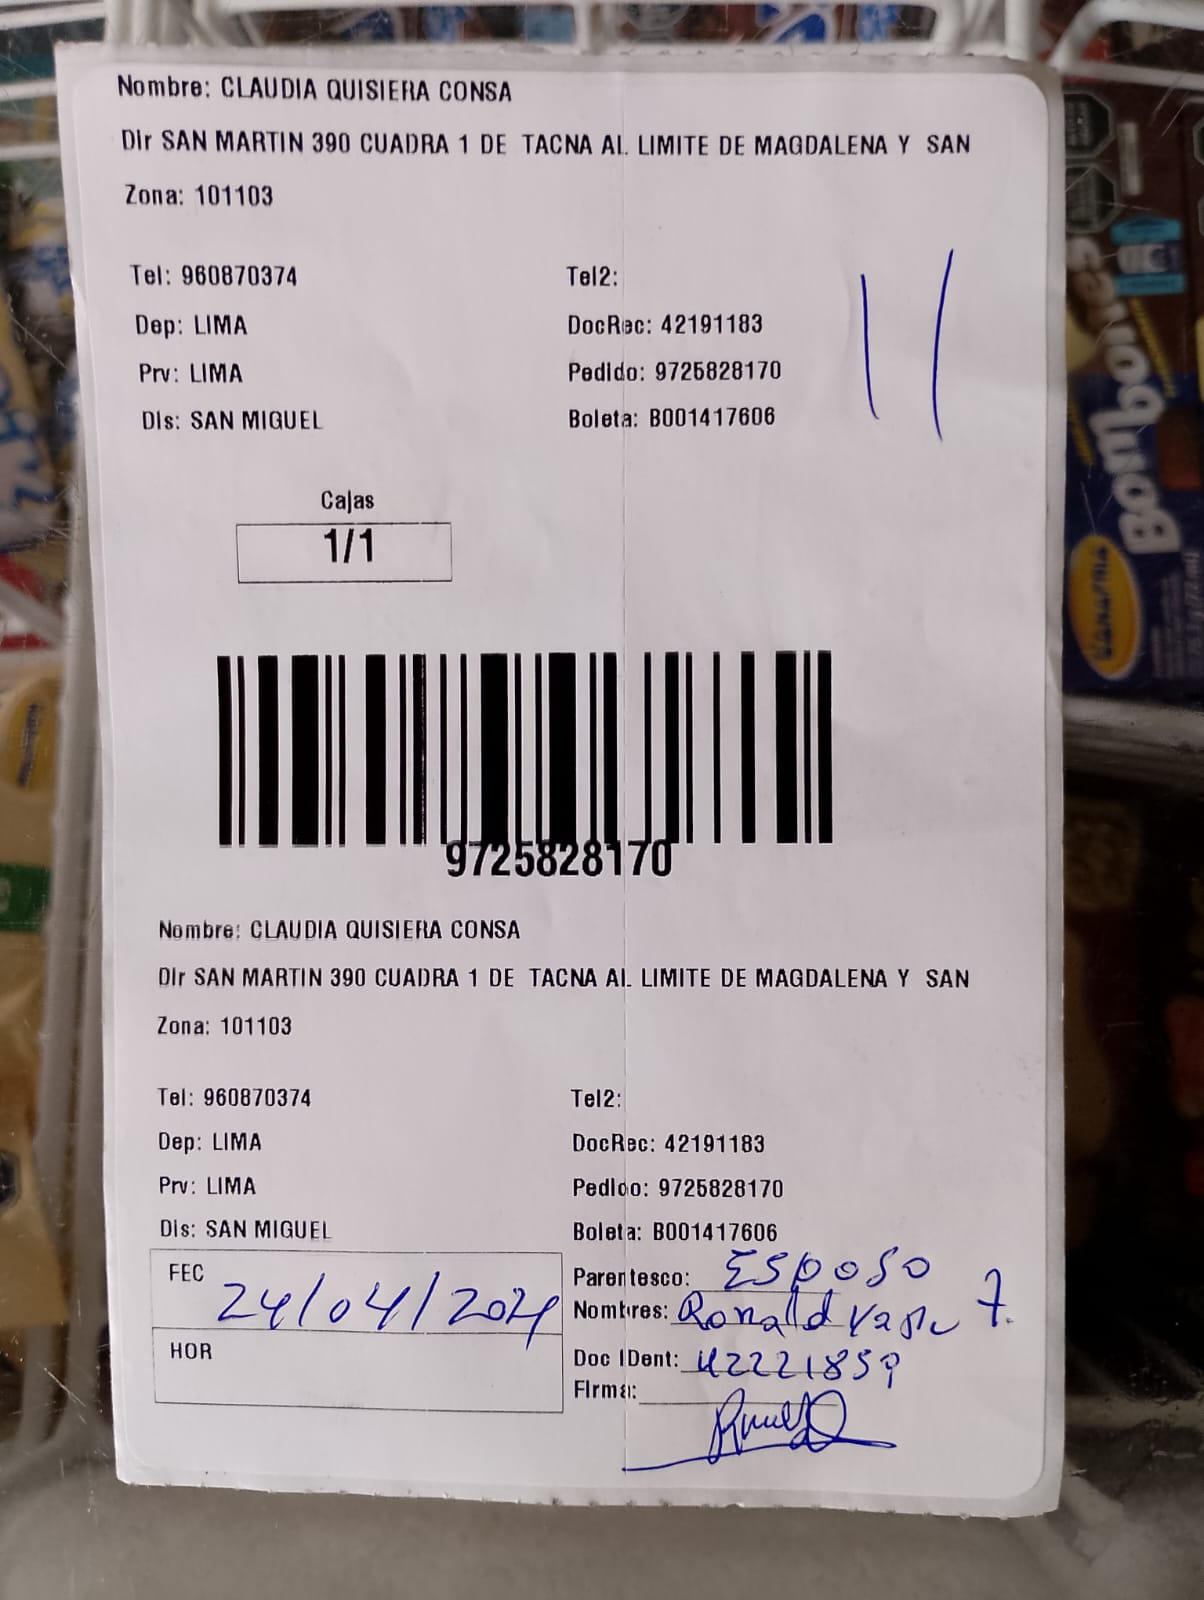 Nombre: CLAUDIA QUISIERA CONSA
Dir SAN MARTIN 390 CUADRA 1 DE TACNA AL LIMITE DE MAGDALENA Y SAN
Zona: 101103
Tel: 960870374 Tel2:
Dep: LIMA DocRec: 42191183
Prv: LIMA Pedido: 9725828170
Dis: SAN MIGUEL Boleta: B001417606
11
Cajas
1/1
9725828170
Nombre: CLAUDIA QUISIERA CONSA
Dir SAN MARTIN 390 CUADRA 1 DE TACNA AL LIMITE DE MAGDALENA Y SAN
Zona: 101103
Tel: 960870374 Tel2:
Dep: LIMA DocRec: 42191183
Prv: LIMA Pedido: 9725828170
Dis: SAN MIGUEL Boleta: B001417606
FEC 24/04/2024
HOR
Parentesco: ESPOSO
Nombres: Ronald
Doc IDent: 42221859
Firma:
Bombones